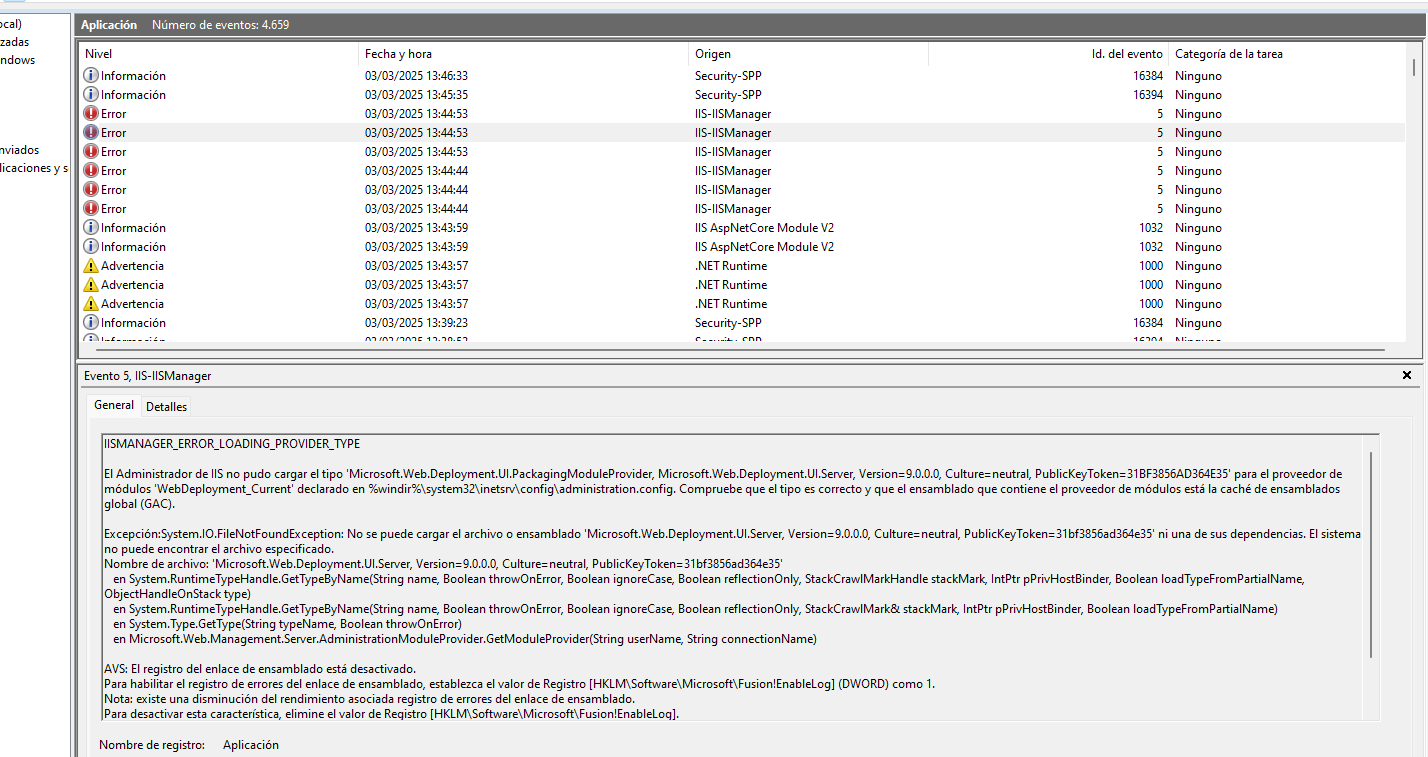 ocal)
zadas
ndows
nviados
licaciones y s
Aplicación Número de eventos: 4.659
Nivel Fecha y hora Origen Id. del evento Categoría de la tarea
Información 03/03/2025 13:46:33 Security-SPP 16384 Ninguno
Información 03/03/2025 13:45:35 Security-SPP 16394 Ninguno
Error 03/03/2025 13:44:53 IIS-IISManager 5 Ninguno
Error 03/03/2025 13:44:53 IIS-IISManager 5 Ninguno
Error 03/03/2025 13:44:53 IIS-IISManager 5 Ninguno
Error 03/03/2025 13:44:44 IIS-IISManager 5 Ninguno
Error 03/03/2025 13:44:44 IIS-IISManager 5 Ninguno
Error 03/03/2025 13:44:44 IIS-IISManager 5 Ninguno
Información 03/03/2025 13:43:59 IIS AspNetCore Module V2 1032 Ninguno
Información 03/03/2025 13:43:59 IIS AspNetCore Module V2 1032 Ninguno
Advertencia 03/03/2025 13:43:57 .NET Runtime 1000 Ninguno
Advertencia 03/03/2025 13:43:57 .NET Runtime 1000 Ninguno
Advertencia 03/03/2025 13:43:57 .NET Runtime 1000 Ninguno
Información 03/03/2025 13:39:23 Security-SPP 16384 Ninguno
Evento 5, IIS-IISManager
General Detalles
IISMANAGER_ERROR_LOADING_PROVIDER_TYPE
El Administrador de IIS no pudo cargar el tipo 'Microsoft.Web.Deployment.UI.PackagingModuleProvider, Microsoft.Web.Deployment.UI.Server, Version=9.0.0.0, Culture=neutral, PublicKeyToken=31BF3856AD364E35' para el proveedor de
módulos 'WebDeployment_Current' declarado en %windir%\system32\inetsrv\config\administration.config. Compruebe que el tipo es correcto y que el ensamblado que contiene el proveedor de módulos está la caché de ensamblados
global (GAC).
Excepción:System.IO.FileNotFoundException: No se puede cargar el archivo o ensamblado 'Microsoft.Web.Deployment.UI.Server, Version=9.0.0.0, Culture=neutral, PublicKeyToken=31bf3856ad364e35' ni una de sus dependencias. El sistema
no puede encontrar el archivo especificado.
Nombre de archivo: 'Microsoft.Web.Deployment.UI.Server, Version=9.0.0.0, Culture=neutral, PublicKeyToken=31bf3856ad364e35'
en System.RuntimeTypeHandle.GetTypeByName(String name, Boolean throwOnError, Boolean ignoreCase, Boolean reflectionOnly, StackCrawlMarkHandle stackMark, IntPtr pPrivHostBinder, Boolean loadTypeFromPartialName,
ObjectHandleOnStack type)
en System.RuntimeTypeHandle.GetTypeByName(String name, Boolean throwOnError, Boolean ignoreCase, Boolean reflectionOnly, StackCrawlMark& stackMark, IntPtr pPrivHostBinder, Boolean loadTypeFromPartialName)
en System.Type.GetType(String typeName, Boolean throwOnError)
en Microsoft.Web.Management.Server.AdministrationModuleProvider.GetModuleProvider(String userName, String connectionName)
AVS: El registro del enlace de ensamblado está desactivado.
Para habilitar el registro de errores del enlace de ensamblado, establezca el valor de Registro [HKLM\Software\Microsoft\Fusion!EnableLog] (DWORD) como 1.
Nota: existe una disminución del rendimiento asociada registro de errores del enlace de ensamblado.
Para desactivar esta característica, elimine el valor de Registro [HKLM\Software\Microsoft\Fusion!EnableLog].
Nombre de registro: Aplicación